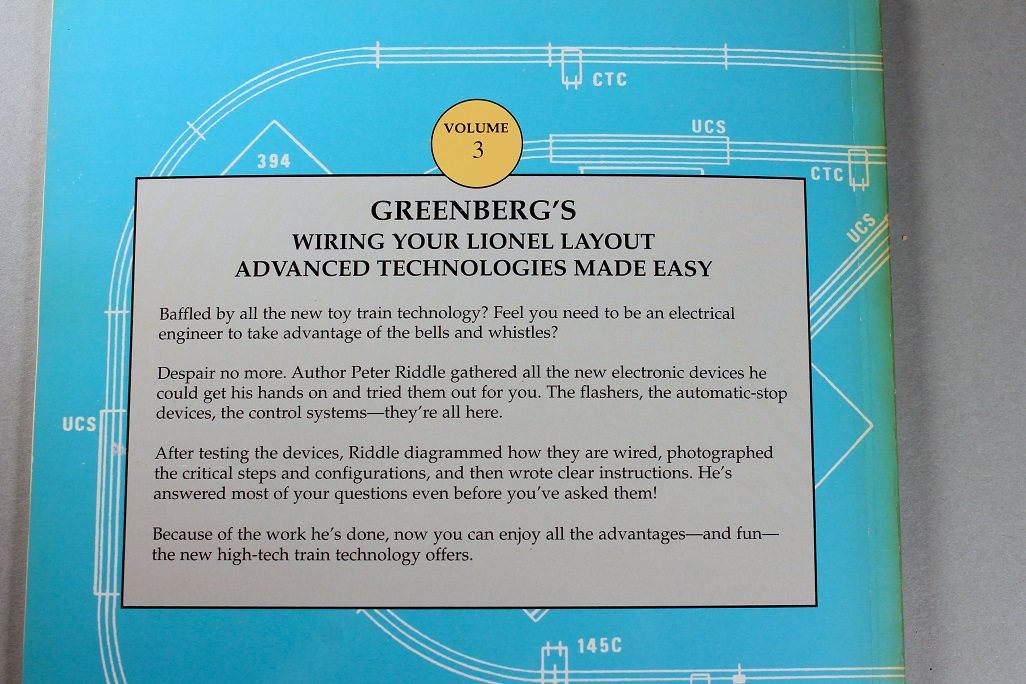 CTC
UCS
394
VOLUME
3
CTC
UCS
GREENBERG'S
WIRING YOUR LIONEL LAYOUT
ADVANCED TECHNOLOGIES MADE EASY
Baffled by all the new toy train technology? Feel you need to be an electrical
engineer to take advantage of the bells and whistles?
Despair no more. Author Peter Riddle gathered all the new electronic devices he
could get his hands on and tried them out for you. The flashers, the automatic-stop
devices, the control systems—they're all here.
After testing the devices, Riddle diagrammed how they are wired, photographed
the critical steps and configurations, and then wrote clear instructions. He's
answered most of your questions even before you've asked them!
Because of the work he's done, now you can enjoy all the advantages—and fun—
the new high-tech train technology offers.
UCS
145C